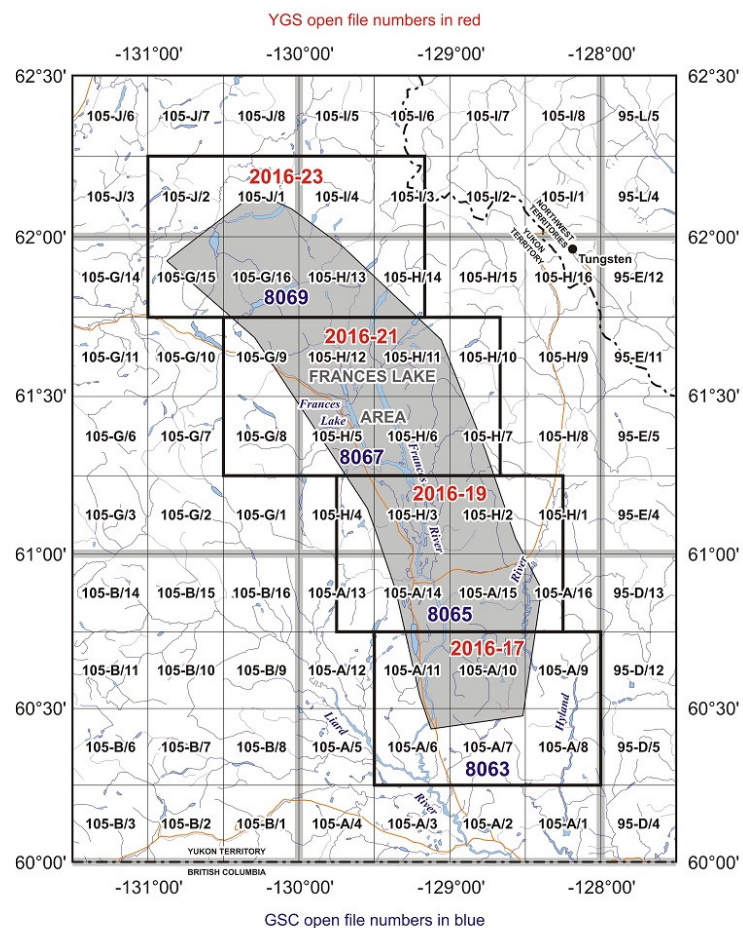 YGS open file numbers in red
-131°00' -130°00' -129°00' -128°00'
62°30' 62°30'
105-J/6 105-J/7 105-J/8 105-I/5 105-I/6 105-I/7 105-I/8 95-L/5
2016-23
105-J/3 105-J/2 105-J/1 105-I/4 105-I/3 105-I/2 105-I/1 95-L/4
NORTHWEST
TERRITORIES
YUKON
TERRITORY
62°00' 62°00'
Tungsten
105-G/14 105-G/15 105-G/16 105-H/13 105-H/14 105-H/15 105-H/16 95-E/12
8069
2016-21
105-G/11 105-G/10 105-G/9 105-H/12 105-H/11 105-H/10 105-H/9 95-E/11
FRANCES LAKE
61°30' 61°30'
Frances
Lake
AREA
105-G/6 105-G/7 105-G/8 105-H/5 105-H/6 105-H/7 105-H/8 95-E/5
8067
Frances
River
2016-19
105-G/3 105-G/2 105-G/1 105-H/4 105-H/3 105-H/2 105-H/1 95-E/4
61°00' 61°00'
River
105-B/14 105-B/15 105-B/16 105-A/13 105-A/14 105-A/15 105-A/16 95-D/13
8065
2016-17
105-B/11 105-B/10 105-B/9 105-A/12 105-A/11 105-A/10 105-A/9 95-D/12
60°30' 60°30'
Hyland
Liard
105-B/6 105-B/7 105-B/8 105-A/5 105-A/6 105-A/7 105-A/8 95-D/5
8063
River
105-B/3 105-B/2 105-B/1 105-A/4 105-A/3 105-A/2 105-A/1 95-D/4
YUKON TERRITORY
60°00' 60°00'
BRITISH COLUMBIA
-131°00' -130°00' -129°00' -128°00'
GSC open file numbers in blue